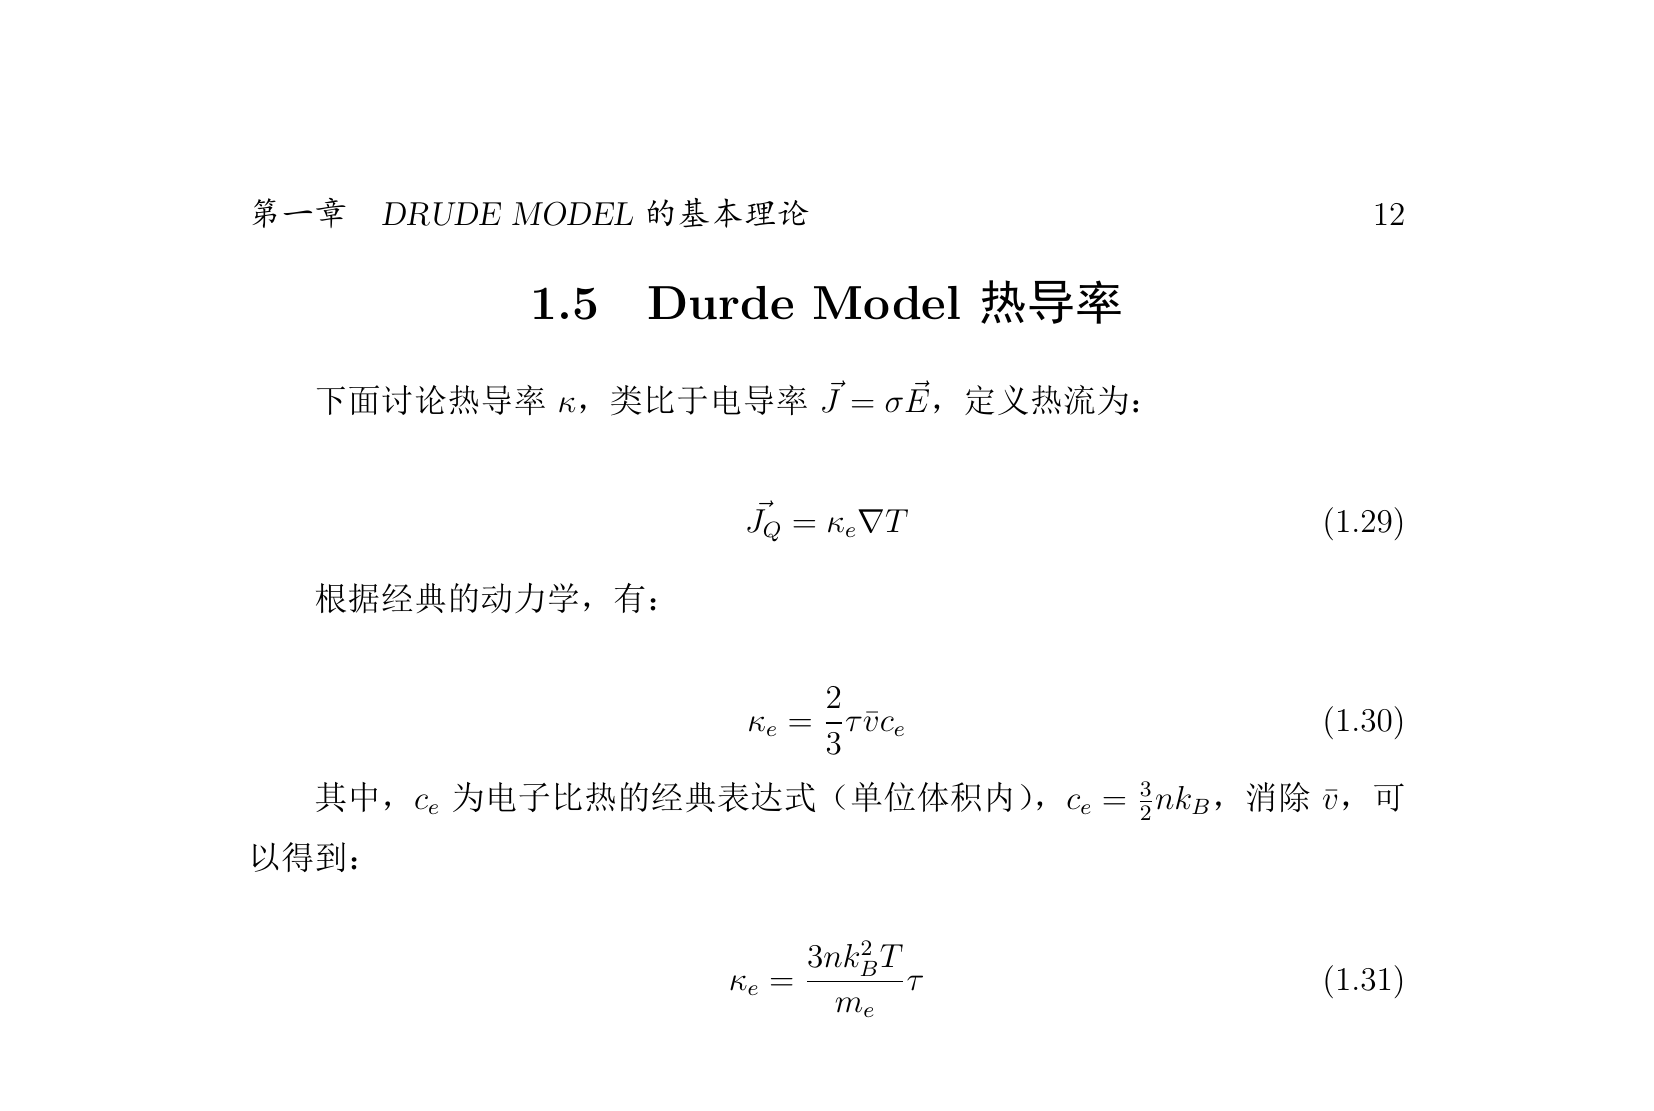 第一章 DRUDE MODEL 的基本理论 12
1.5 Durde Model 热导率
下面讨论热导率 κ，类比于电导率 $\vec{J} = \sigma\vec{E}$，定义热流为：
$\vec{J_Q} = \kappa_e \nabla T$ (1.29)
根据经典的动力学，有：
$\kappa_e = \frac{2}{3}\tau\bar{v}c_e$ (1.30)
其中，$c_e$ 为电子比热的经典表达式（单位体积内），$c_e = \frac{3}{2}nk_B$，消除 $\bar{v}$，可
以得到：
$\kappa_e = \frac{3nk_B^2T}{m_e}\tau$ (1.31)